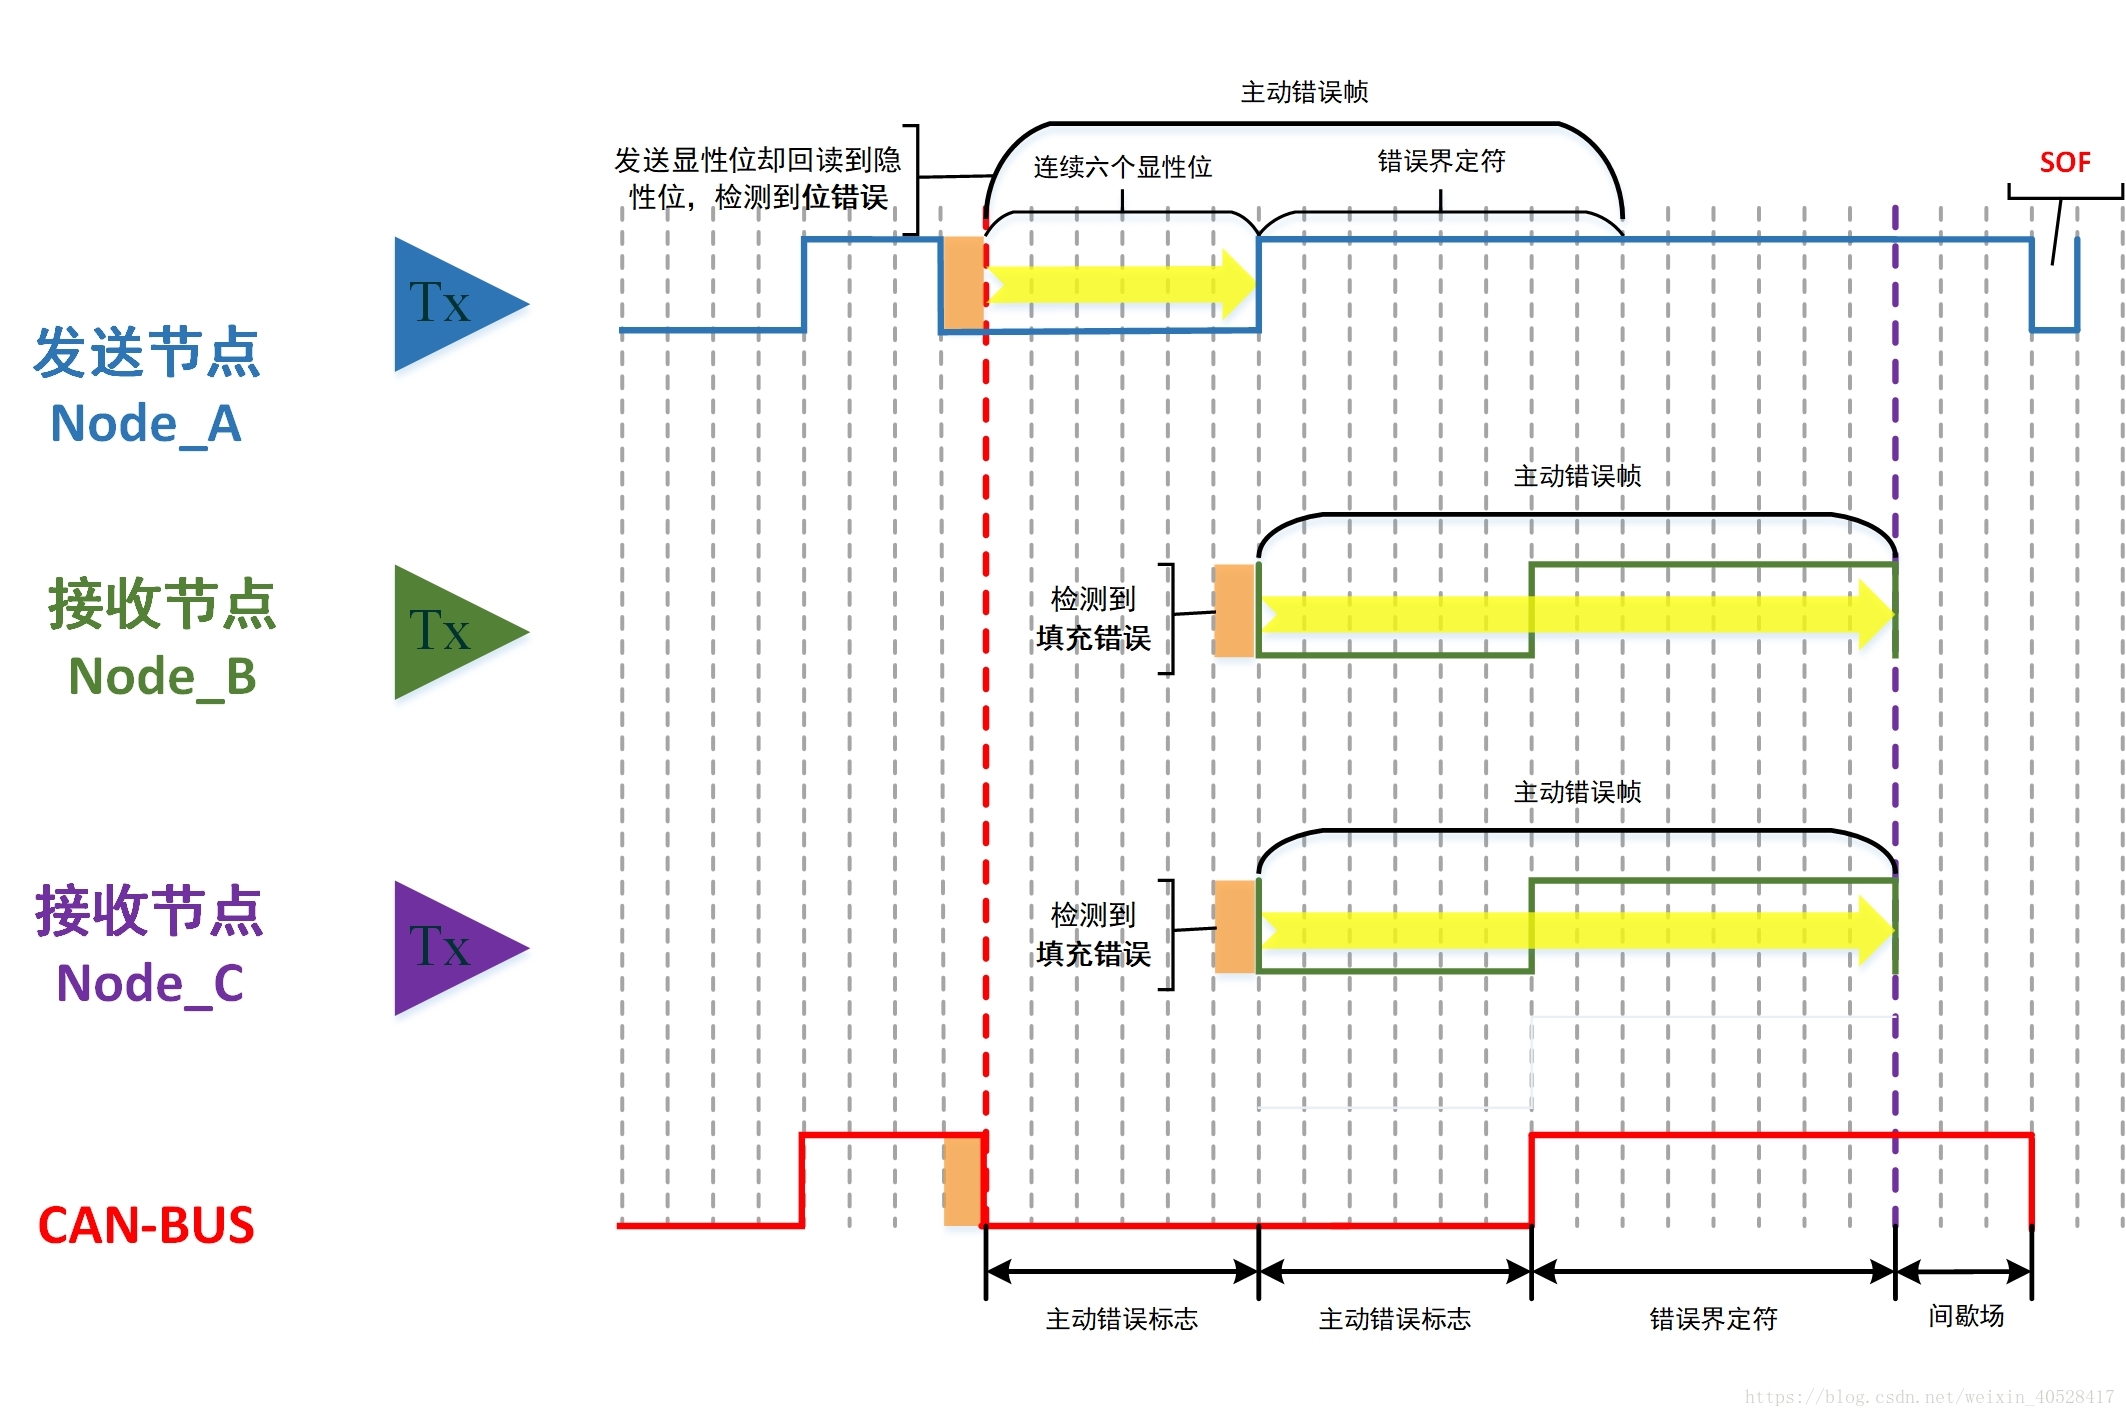 主动错误帧
发送显性位却回读到隐
性位，检测到位错误
连续六个显性位
错误界定符
SOF
Tx
发送节点
Node_A
主动错误帧
检测到
填充错误
Tx
接收节点
Node_B
主动错误帧
检测到
填充错误
Tx
接收节点
Node_C
CAN-BUS
主动错误标志
主动错误标志
错误界定符
间歇场
https://blog.csdn.net/weixin_40528417